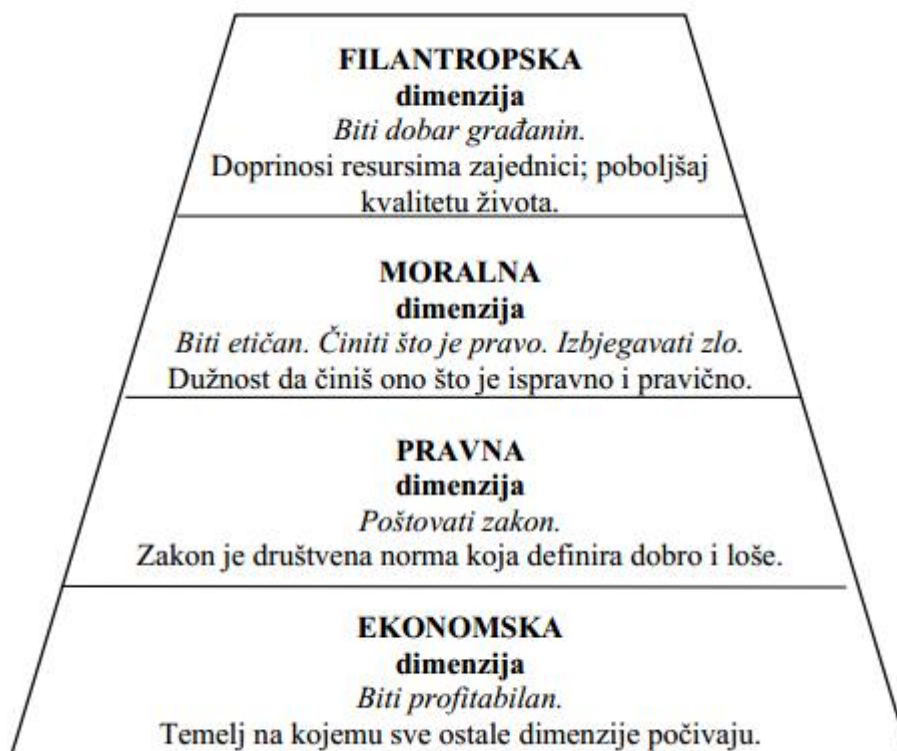 FILANTROPSKA
dimenzija
Biti dobar građanin.
Doprinosi resursima zajednici; poboljšaj
kvalitetu života.
MORALNA
dimenzija
Biti etičan. Činiti što je pravo. Izbjegavati zlo.
Dužnost da činiš ono što je ispravno i pravično.
PRAVNA
dimenzija
Poštovati zakon.
Zakon je društvena norma koja definira dobro i loše.
EKONOMSKA
dimenzija
Biti profitabilan.
Temelj na kojemu sve ostale dimenzije počivaju.